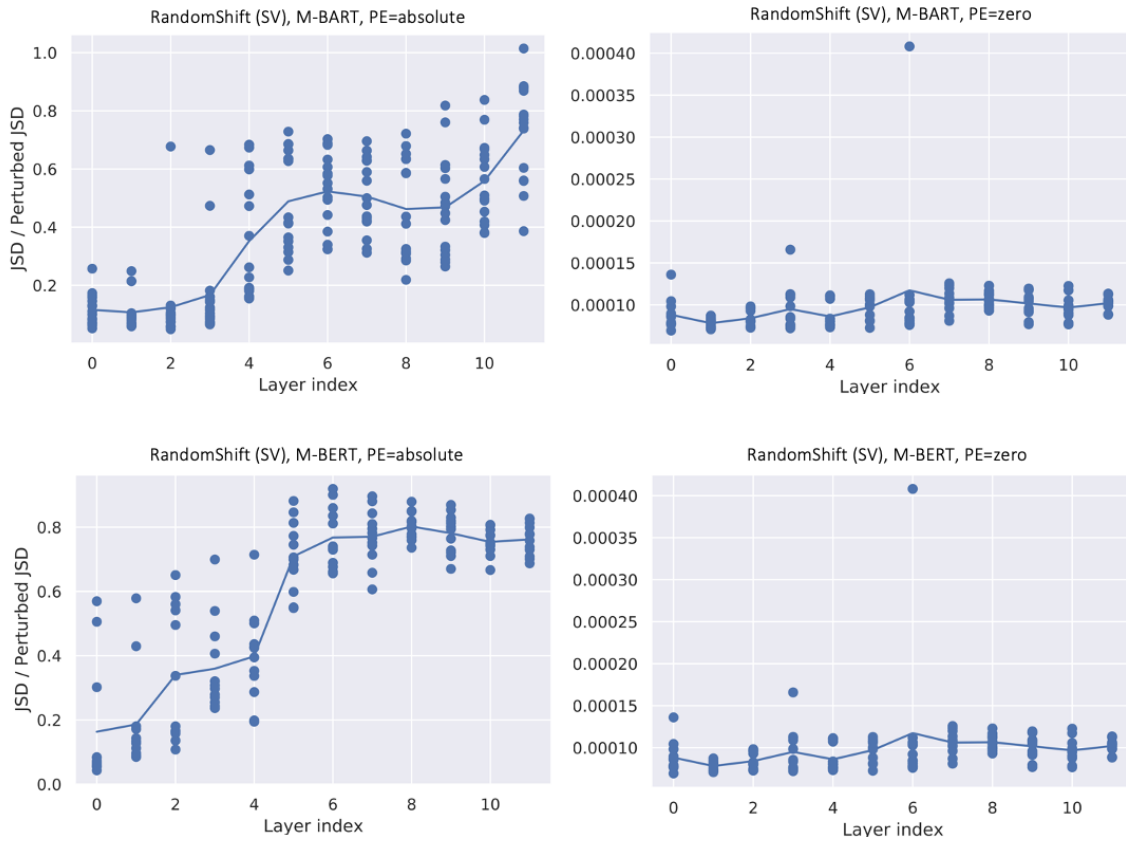 RandomShift (SV), M-BART, PE=absolute
JSD / Perturbed JSD
1.0
0.8
0.6
0.4
0.2
0 2 4 6 8 10
Layer index
RandomShift (SV), M-BART, PE=zero
0.00040
0.00035
0.00030
0.00025
0.00020
0.00015
0.00010
0 2 4 6 8 10
Layer index
RandomShift (SV), M-BERT, PE=absolute
JSD / Perturbed JSD
0.8
0.6
0.4
0.2
0.0
0 2 4 6 8 10
Layer index
RandomShift (SV), M-BERT, PE=zero
0.00040
0.00035
0.00030
0.00025
0.00020
0.00015
0.00010
0 2 4 6 8 10
Layer index